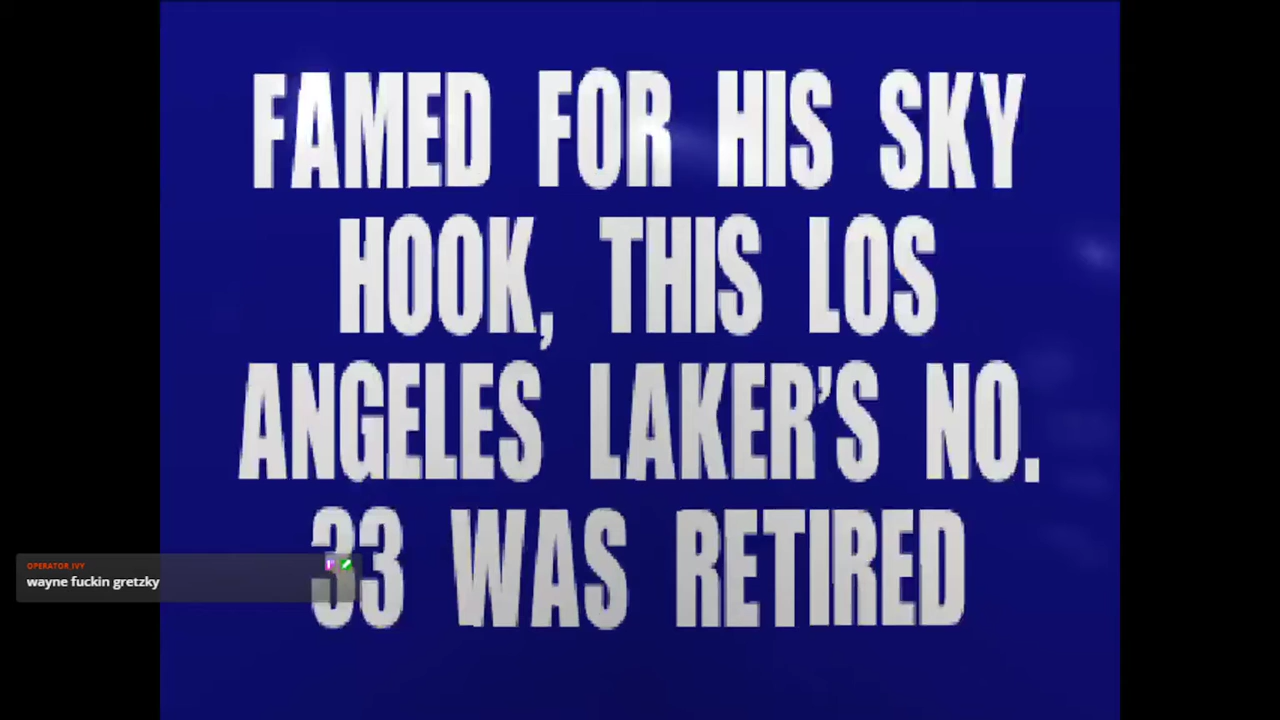 FAMED FOR HIS SKY
HOOK, THIS LOS
ANGELES LAKER'S NO.
33 WAS RETIRED
OPERATOR IVY
wayne fuckin gretzky